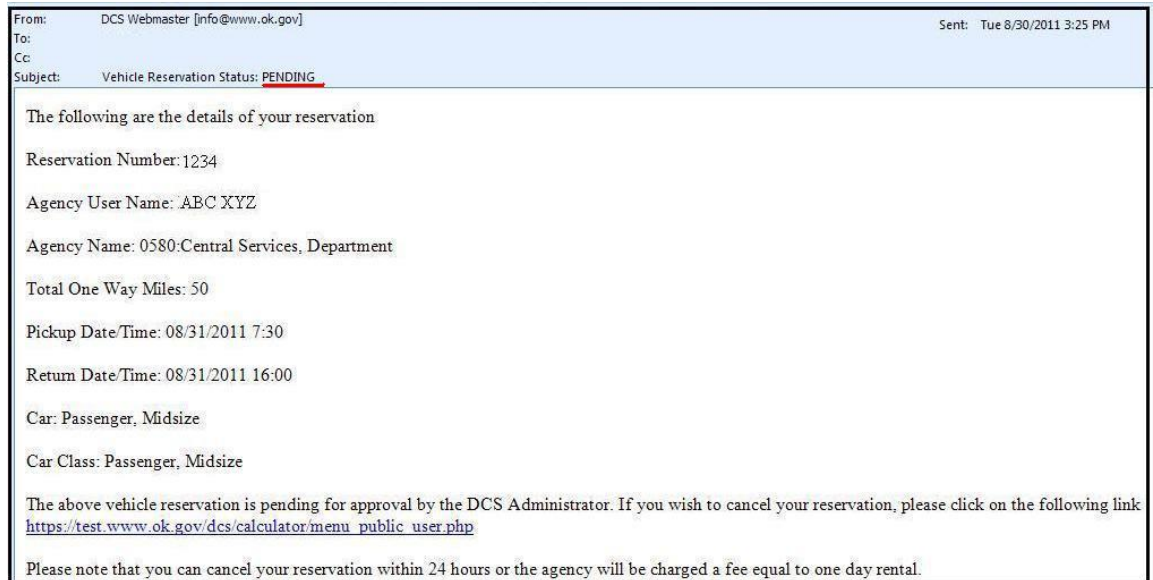 From: DCS Webmaster [info@www.ok.gov] Sent: Tue 8/30/2011 3:25 PM
To:
Cc:
Subject: Vehicle Reservation Status: PENDING
The following are the details of your reservation
Reservation Number: 1234
Agency User Name: ABC XYZ
Agency Name: 0580:Central Services, Department
Total One Way Miles: 50
Pickup Date/Time: 08/31/2011 7:30
Return Date/Time: 08/31/2011 16:00
Car: Passenger, Midsize
Car Class: Passenger, Midsize
The above vehicle reservation is pending for approval by the DCS Administrator. If you wish to cancel your reservation, please click on the following link
https://test.www.ok.gov/dcs/calculator/menu_public_user.php
Please note that you can cancel your reservation within 24 hours or the agency will be charged a fee equal to one day rental.